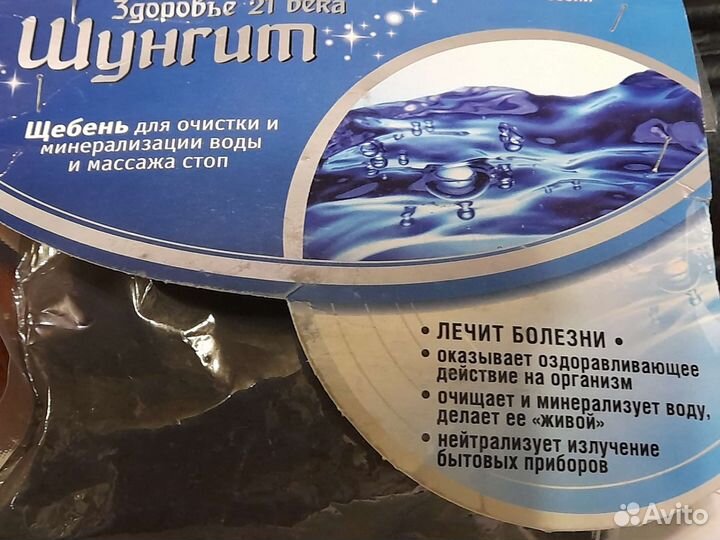 Здоровье 21 века
Шунгит
Щебень для очистки и
минерализации воды
и массажа стоп
• ЛЕЧИТ БОЛЕЗНИ •
• оказывает оздоравливающее
действие на организм
• очищает и минерализует воду,
делает ее «живой»
• нейтрализует излучение
бытовых приборов
Avito